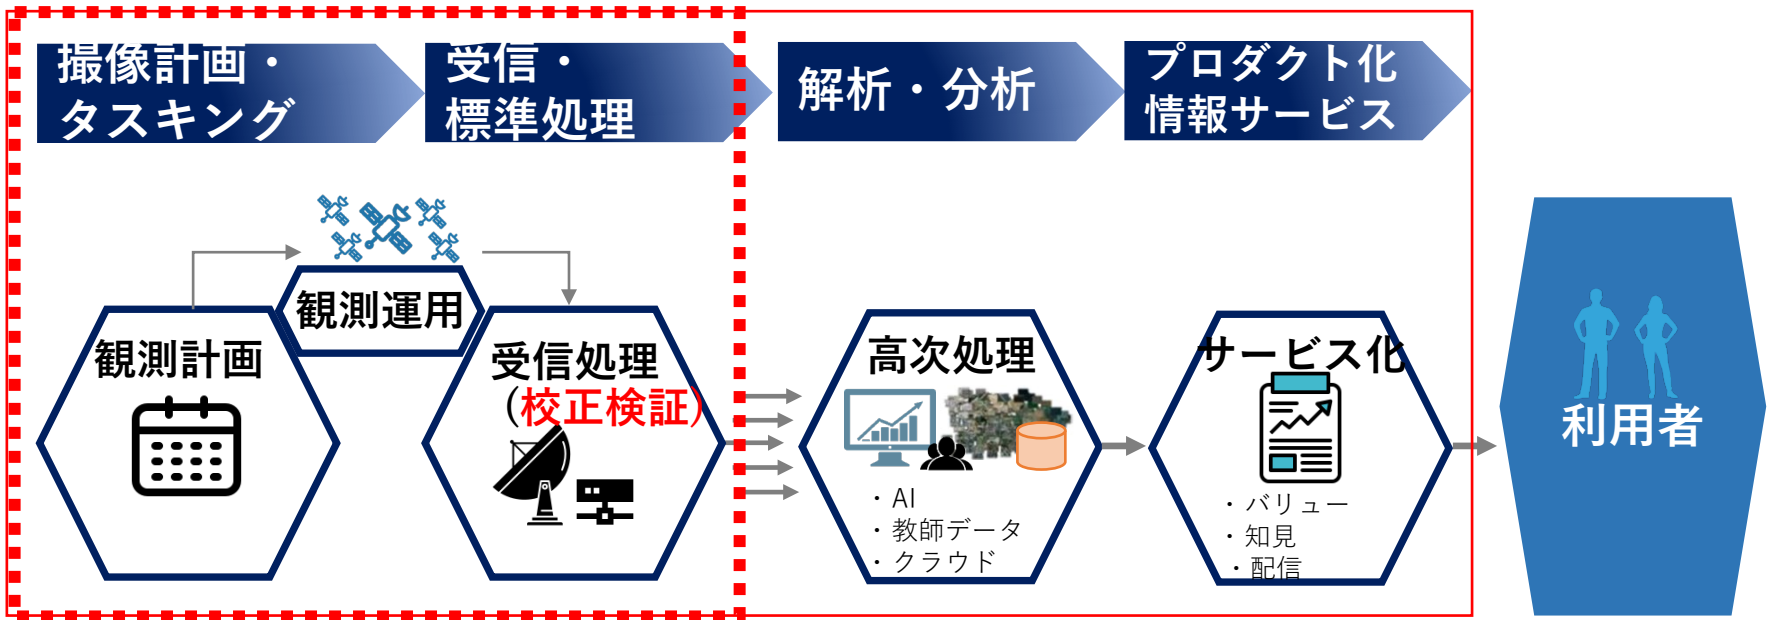 撮像計画・
タスキング
受信・
標準処理
解析・分析
プロダクト化
情報サービス
観測運用
観測計画
受信処理
（校正検証）
高次処理
・AI
・教師データ
・クラウド
サービス化
・バリュー
・知見
・配信
利用者